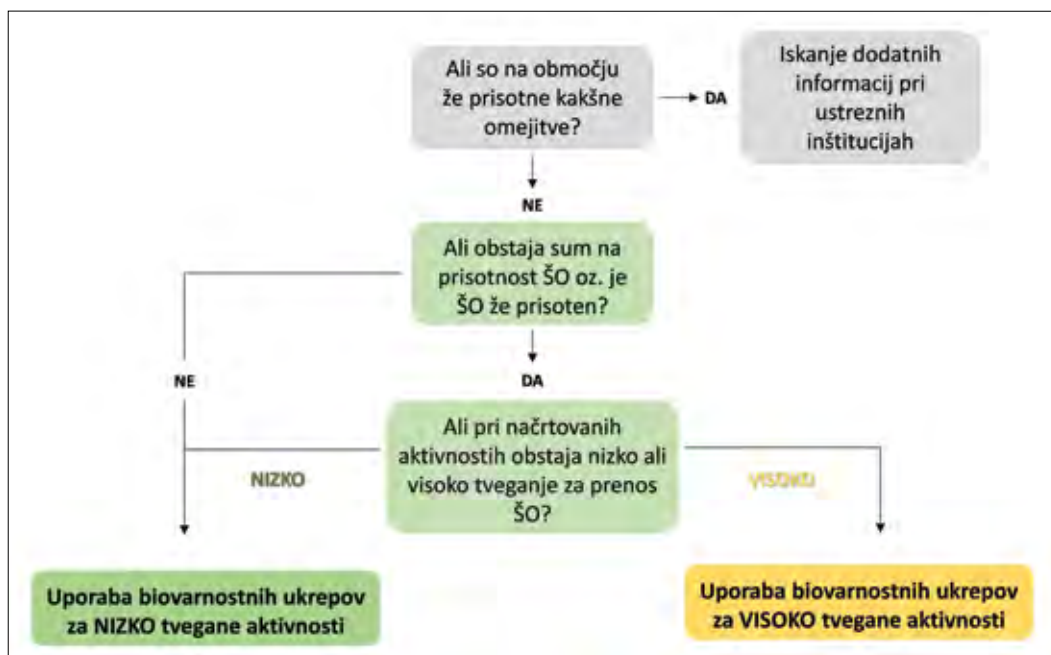 Ali so na območju
že prisotne kakšne
omejitve?
DA
Iskanje dodatnih
informacij pri
ustreznih
inštitucijah
NE
Ali obstaja sum na
prisotnost ŠO oz. je
ŠO že prisoten?
NE
DA
Ali pri načrtovanih
aktivnostih obstaja nizko ali
visoko tveganje za prenos
ŠO?
NIZKO
VISOKO
Uporaba biovarnostnih ukrepov
za NIZKO tvegane aktivnosti
Uporaba biovarnostnih ukrepov
za VISOKO tvegane aktivnosti